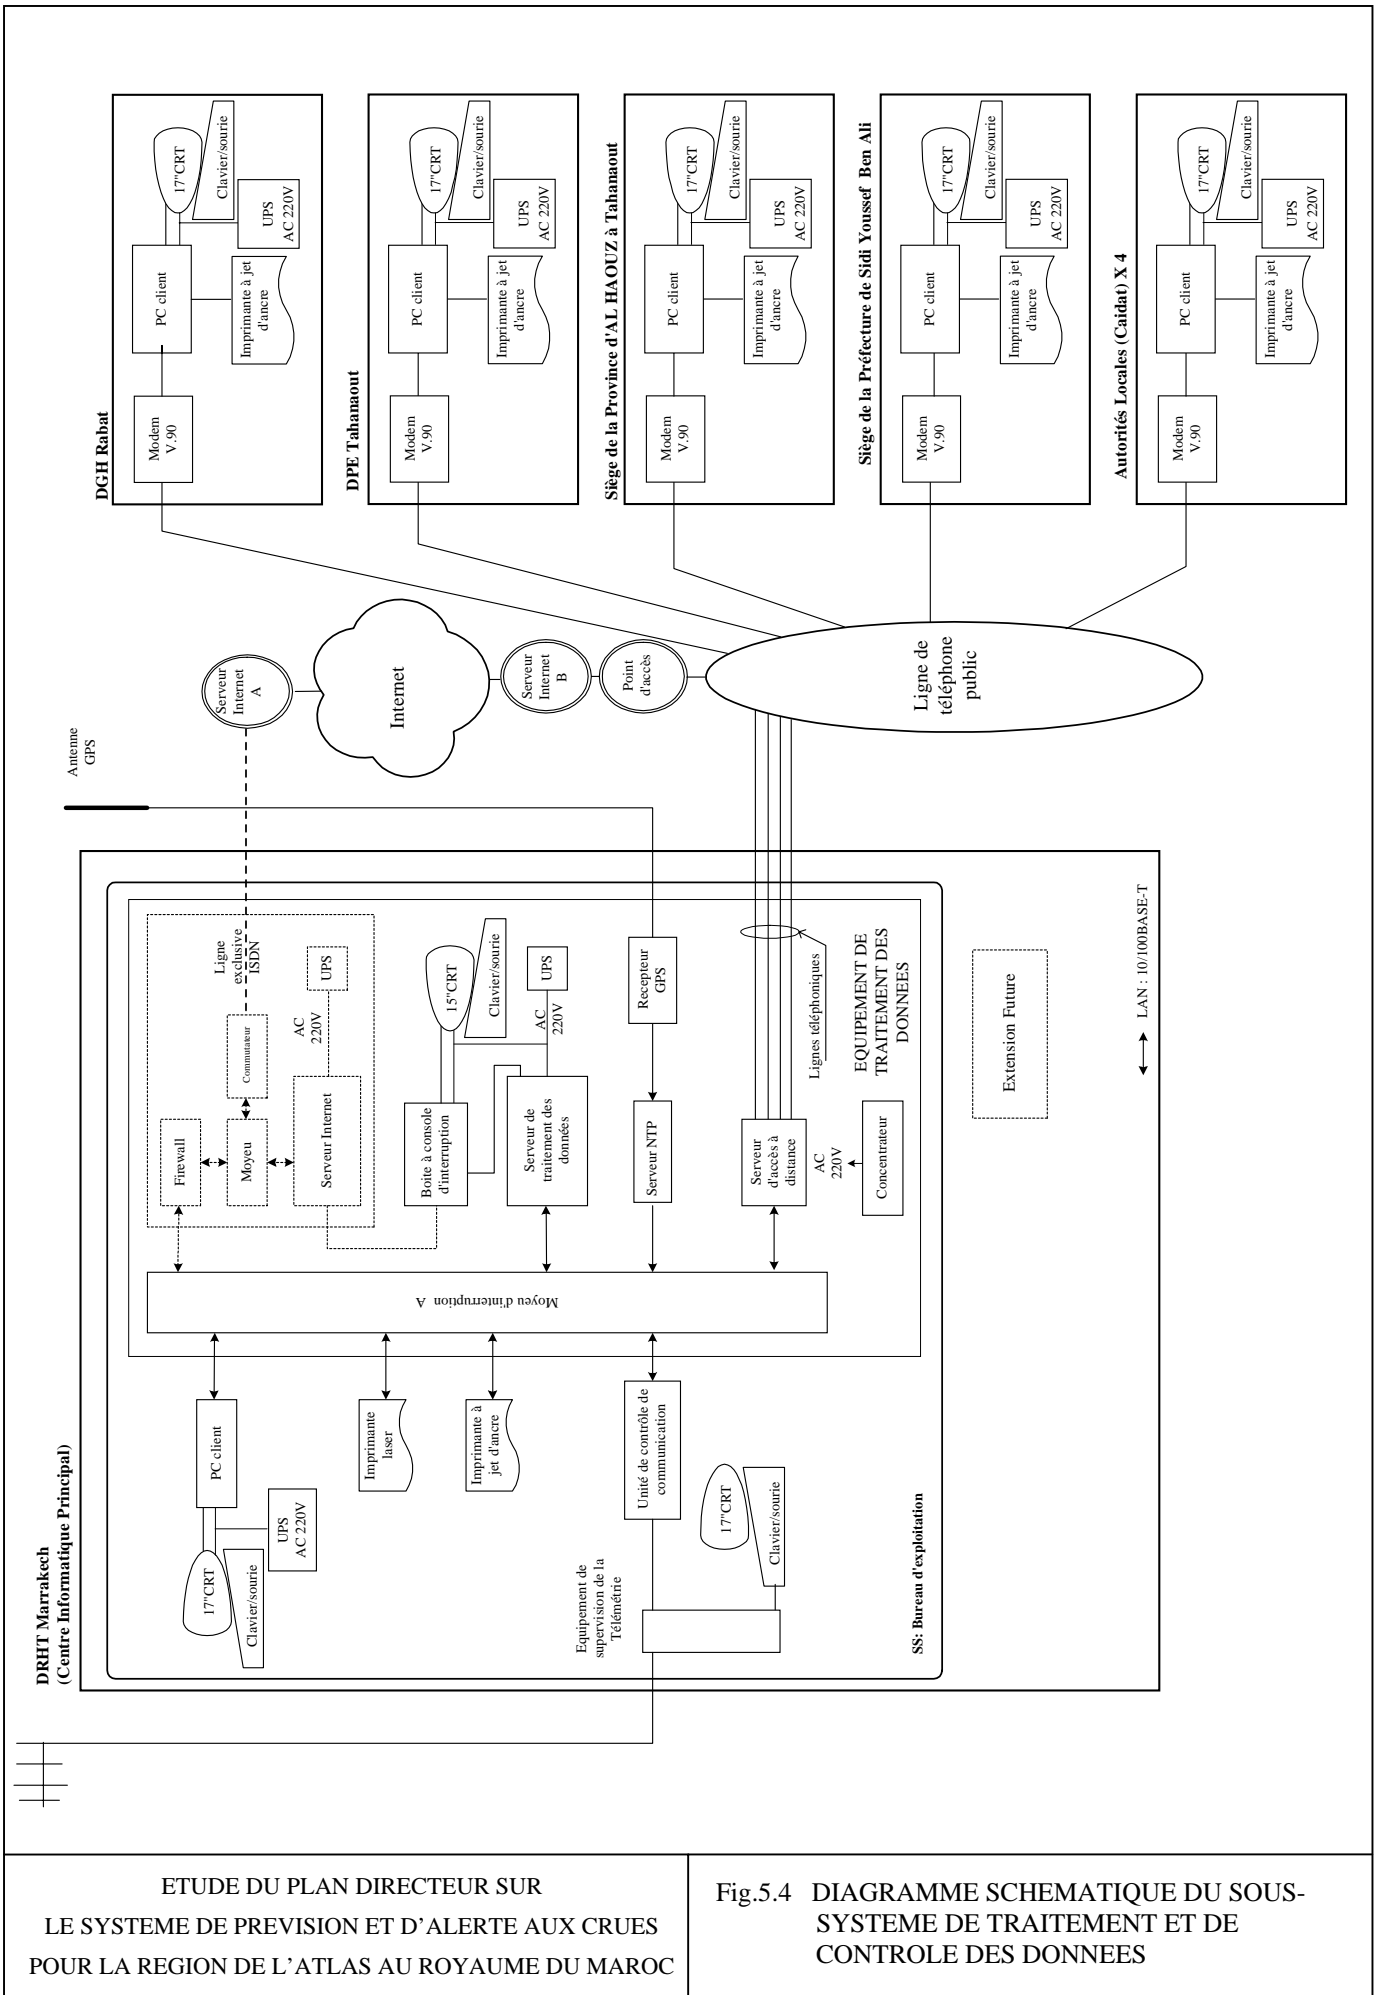 DRHT Marrakech
(Centre Informatique Principal)
17"CRT
Clavier/sourie
UPS
AC 220V
PC client
Imprimante
laser
Imprimante à
jet d'ancre
Equipement de
supervision de la
Télémétrie
Unité de contrôle de
communication
17"CRT
Clavier/sourie
SS: Bureau d'exploitation
Moyeu d'interruption A
Firewall
Moyeu
Commutateur
Serveur Internet
AC
220V
UPS
Ligne
exclusive
ISDN
Boite à console
d'interruption
15"CRT
Clavier/sourie
Serveur de
traitement des
données
AC
220V
UPS
Serveur NTP
Recepteur
GPS
Serveur
d'accès à
distance
AC
220V
Concentrateur
Lignes téléphoniques
EQUIPEMENT DE
TRAITEMENT DES
DONNEES
Extension Future
LAN : 10/100BASE-T
Antenne
GPS
Serveur
Internet
A
Internet
Serveur
Internet
B
Point
d'accès
Ligne de
téléphone
public
DGH Rabat
Modem
V.90
PC client
Imprimante à jet
d'ancre
17"CRT
Clavier/sourie
UPS
AC 220V
DPE Tahanaout
Modem
V.90
PC client
Imprimante à jet
d'ancre
17"CRT
Clavier/sourie
UPS
AC 220V
Siège de la Province d'AL HAOUZ à Tahanaout
Modem
V.90
PC client
Imprimante à jet
d'ancre
17"CRT
Clavier/sourie
UPS
AC 220V
Siège de la Préfecture de Sidi Youssef Ben Ali
Modem
V.90
PC client
Imprimante à jet
d'ancre
17"CRT
Clavier/sourie
UPS
AC 220V
Autorités Locales (Caidat) X 4
Modem
V.90
PC client
Imprimante à jet
d'ancre
17"CRT
Clavier/sourie
UPS
AC 220V
ETUDE DU PLAN DIRECTEUR SUR
LE SYSTEME DE PREVISION ET D’ALERTE AUX CRUES
POUR LA REGION DE L’ATLAS AU ROYAUME DU MAROC
Fig.5.4 DIAGRAMME SCHEMATIQUE DU SOUS-
SYSTEME DE TRAITEMENT ET DE
CONTROLE DES DONNEES